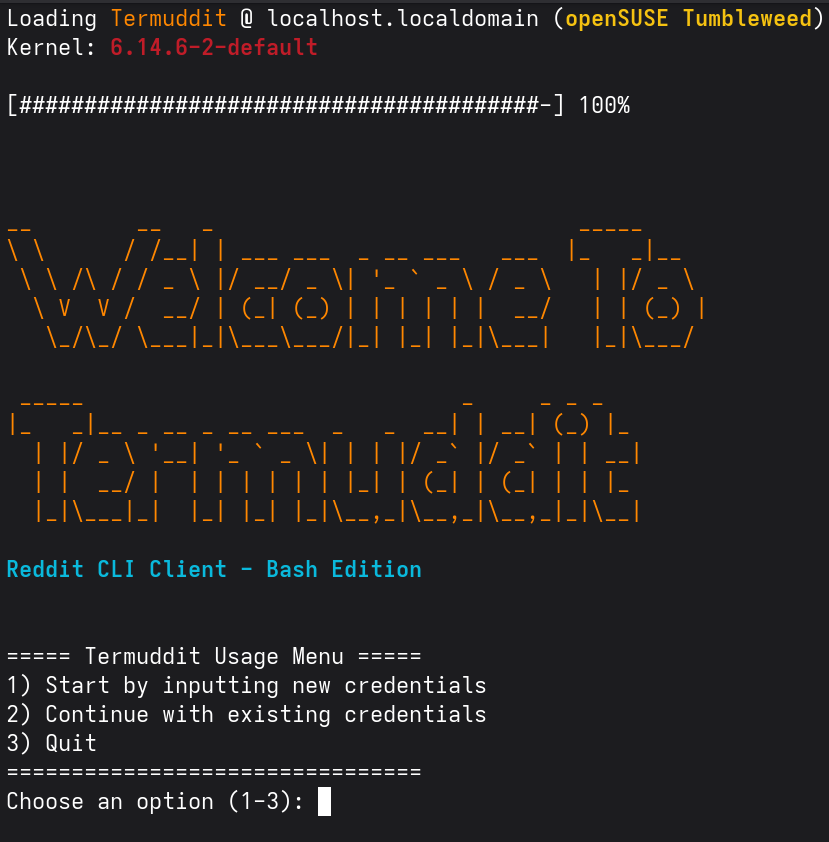 Loading Termuddit @ localhost.localdomain (openSUSE Tumbleweed)
Kernel: 6.14.6-2-default
[########################################-] 100%
Welcome To
Termuddit
Reddit CLI Client - Bash Edition
===== Termuddit Usage Menu =====
1) Start by inputting new credentials
2) Continue with existing credentials
3) Quit
================================
Choose an option (1-3):